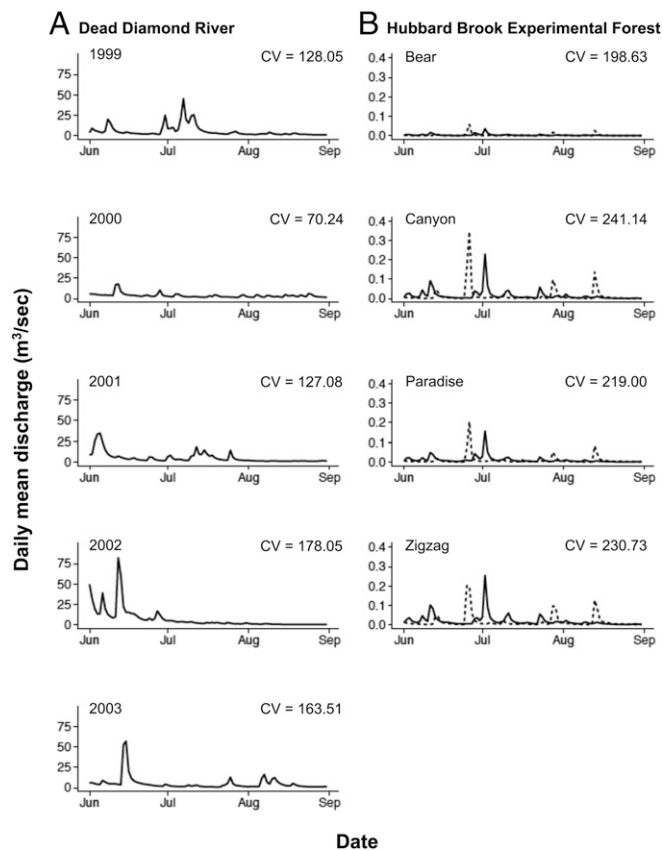 A Dead Diamond River
B Hubbard Brook Experimental Forest
Daily mean discharge (m³/sec)
1999 CV = 128.05
75
50
25
0
Jun Jul Aug Sep
2000 CV = 70.24
75
50
25
0
Jun Jul Aug Sep
2001 CV = 127.08
75
50
25
0
Jun Jul Aug Sep
2002 CV = 178.05
75
50
25
0
Jun Jul Aug Sep
2003 CV = 163.51
75
50
25
0
Jun Jul Aug Sep
Bear CV = 198.63
0.4
0.3
0.2
0.1
0.0
Jun Jul Aug Sep
Canyon CV = 241.14
0.4
0.3
0.2
0.1
0.0
Jun Jul Aug Sep
Paradise CV = 219.00
0.4
0.3
0.2
0.1
0.0
Jun Jul Aug Sep
Zigzag CV = 230.73
0.4
0.3
0.2
0.1
0.0
Jun Jul Aug Sep
Date